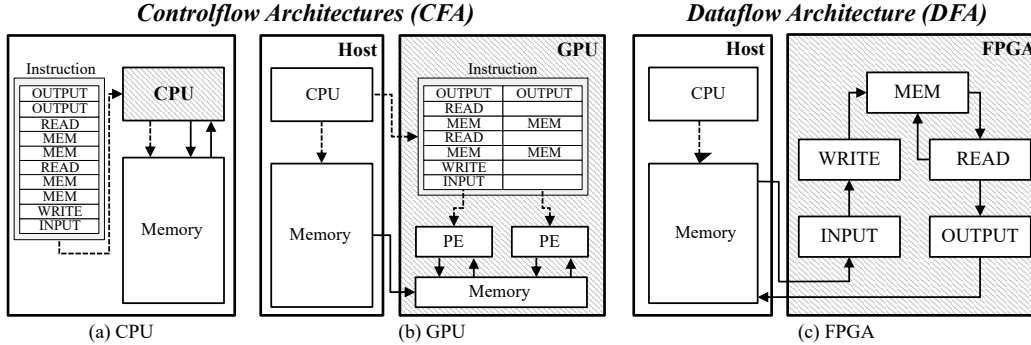 Controlflow Architectures (CFA)
Instruction
OUTPUT
OUTPUT
READ
MEM
MEM
READ
MEM
MEM
WRITE
INPUT
CPU
Memory
(a) CPU
Host
CPU
Memory
GPU
Instruction
OUTPUT OUTPUT
READ
MEM MEM
READ
MEM MEM
WRITE
INPUT
PE PE
Memory
(b) GPU
Dataflow Architecture (DFA)
Host
CPU
Memory
FPGA
MEM
WRITE READ
INPUT OUTPUT
(c) FPGA